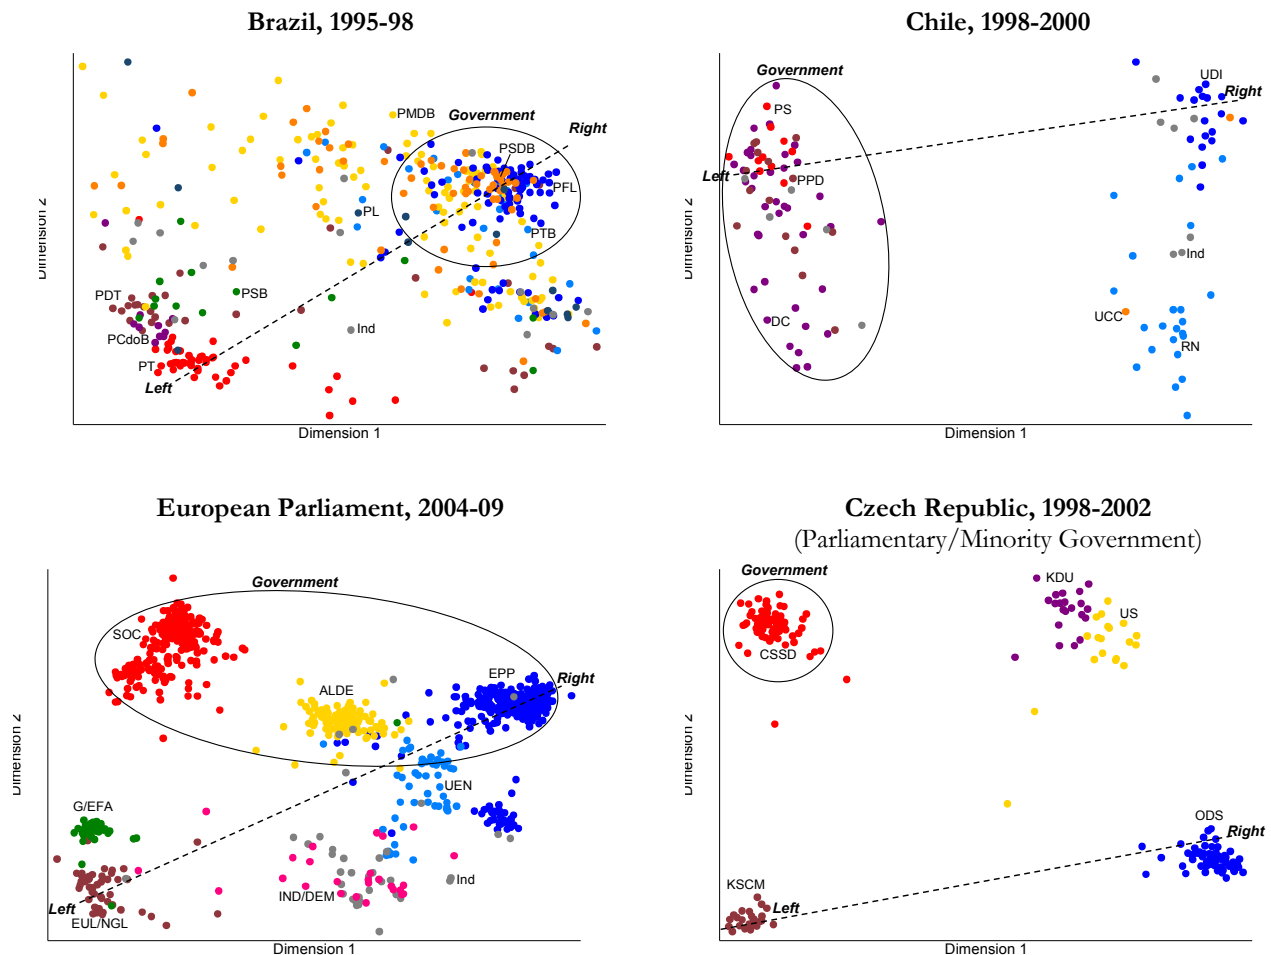 Brazil, 1995-98
PMDB
Government
Right
PSDB
PFL
PL
PTB
PDT
PSB
PCdoB
Ind
PT
Left
Dimension 2
Dimension 1
Chile, 1998-2000
Government
UDI
Right
PS
Left
PPD
Ind
DC
UCC
RN
Dimension 2
Dimension 1
European Parliament, 2004-09
Government
SOC
EPP
Right
ALDE
UEN
G/EFA
Ind
IND/DEM
Left
EUL/NGL
Dimension 2
Dimension 1
Czech Republic, 1998-2002
(Parliamentary/Minority Government)
Government
KDU
US
CSSD
ODS
Right
KSCM
Left
Dimension 2
Dimension 1